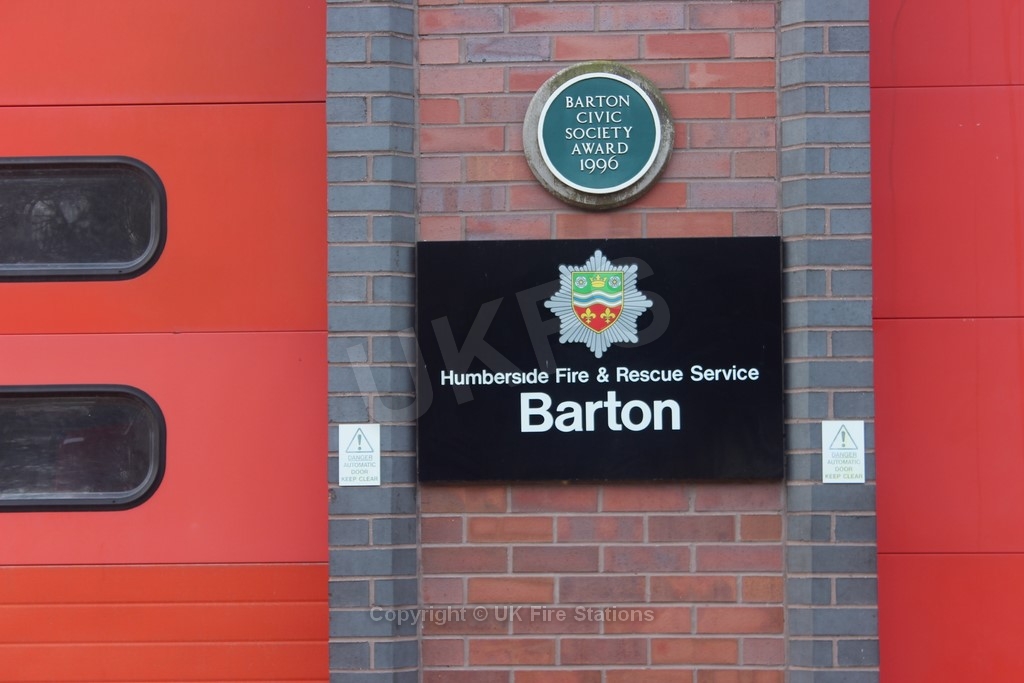 BARTON
CIVIC
SOCIETY
AWARD
1996
UKFS
Humberside Fire & Rescue Service
Barton
DANGER
AUTOMATIC
DOOR
KEEP CLEAR
DANGER
AUTOMATIC
DOOR
KEEP CLEAR
Copyright © UK Fire Stations